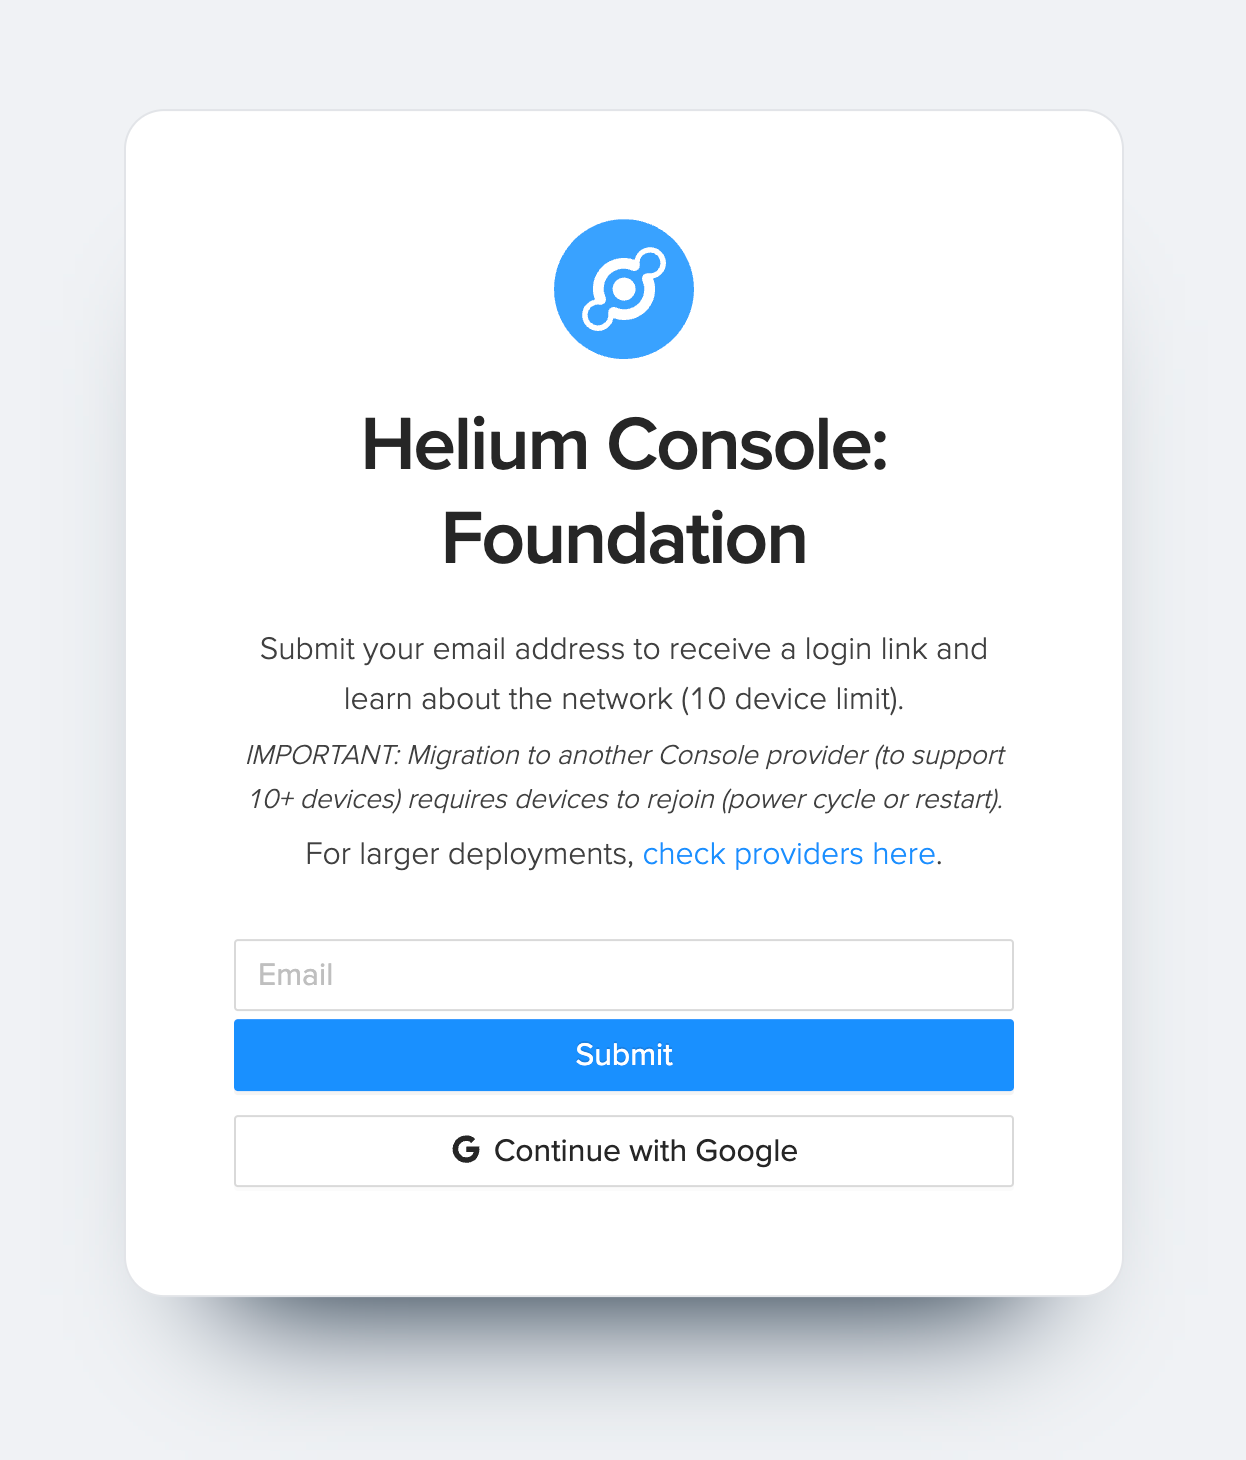 Helium Console:
Foundation
Submit your email address to receive a login link and
learn about the network (10 device limit).
IMPORTANT: Migration to another Console provider (to support
10+ devices) requires devices to rejoin (power cycle or restart).
For larger deployments, check providers here.
Email
Submit
Continue with Google